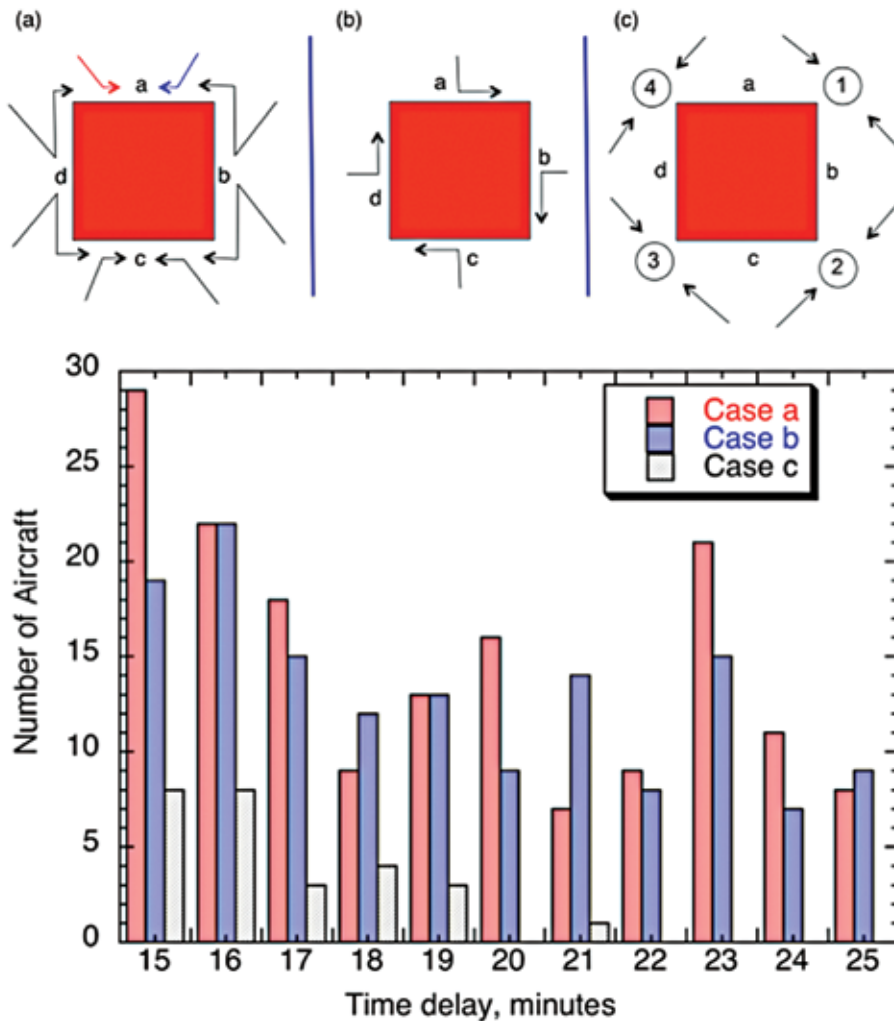 (a) (b) (c)
a a 4 a 1
d b b d b
d
c c 3 c 2
30
25
20
15
10
5
0
Number of Aircraft
Case a
Case b
Case c
15 16 17 18 19 20 21 22 23 24 25
Time delay, minutes